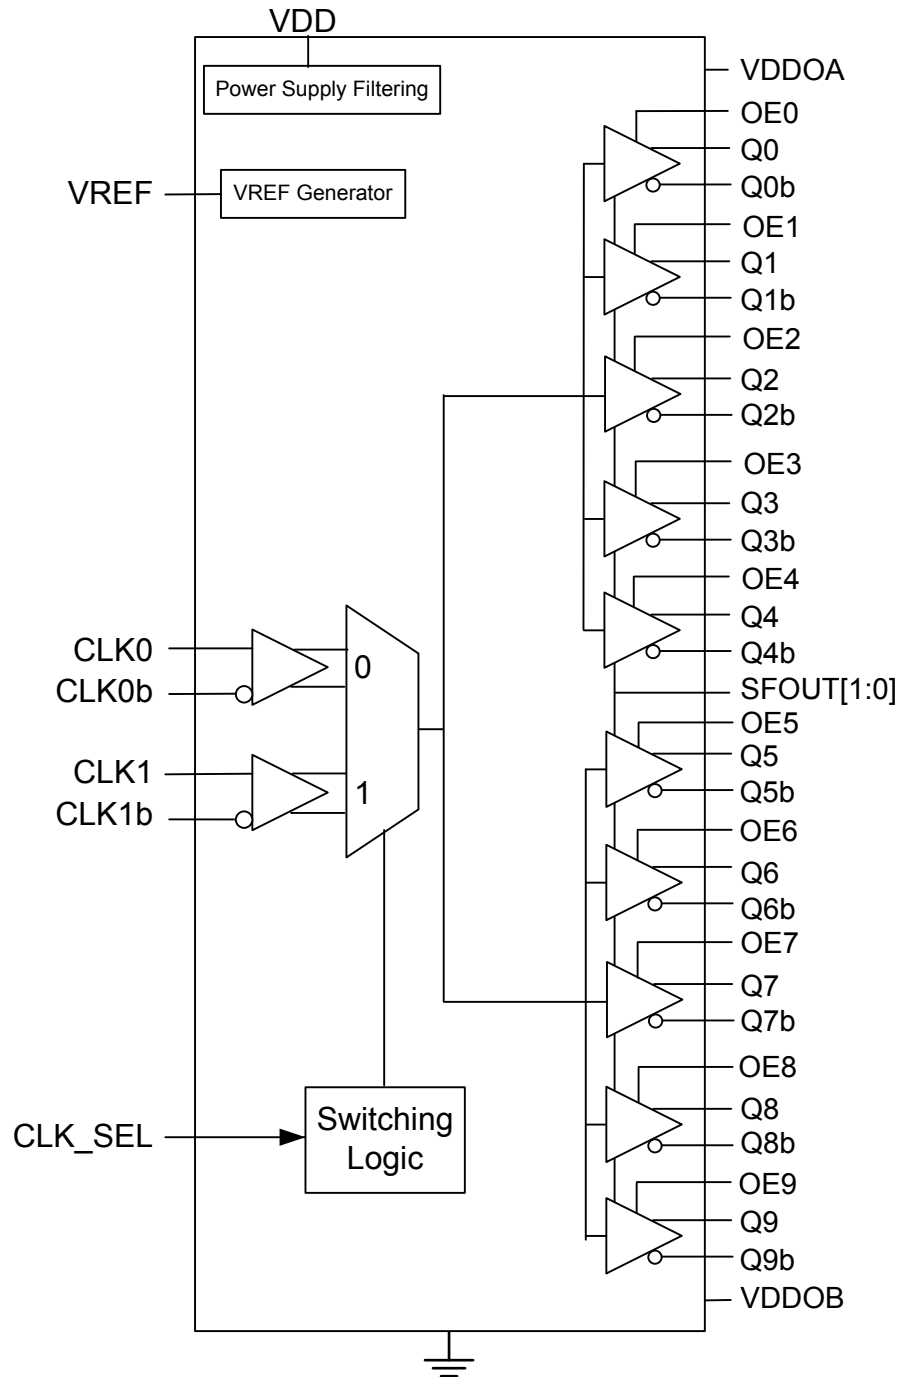 VDD
Power Supply Filtering
VREF
VREF Generator
CLK0
CLK0b
CLK1
CLK1b
0
1
CLK_SEL
Switching
Logic
VDDOA
OE0
Q0
Q0b
OE1
Q1
Q1b
OE2
Q2
Q2b
OE3
Q3
Q3b
OE4
Q4
Q4b
SFOUT[1:0]
OE5
Q5
Q5b
OE6
Q6
Q6b
OE7
Q7
Q7b
OE8
Q8
Q8b
OE9
Q9
Q9b
VDDOB